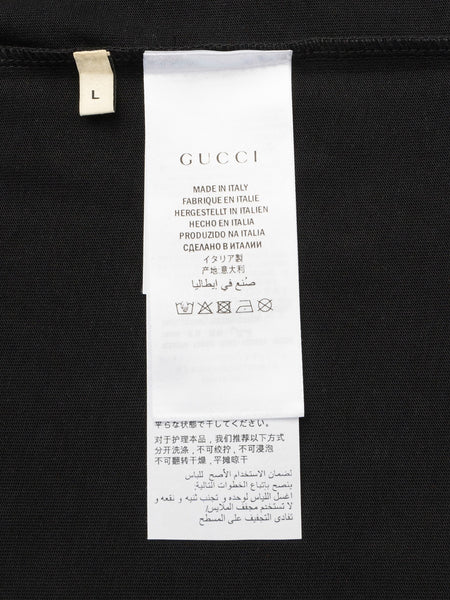 L
GUCCI
MADE IN ITALY
FABRIQUE EN ITALIE
HERGESTELLT IN ITALIEN
HECHO EN ITALIA
PRODUZIDO NA ITALIA
СДЕЛАНО В ИТАЛИИ
イタリア製
产地:意大利
صُنع في إيطاليا
平らな状態で干してください。
对于护理本品，我们推荐以下方式
分开洗涤，不可绞拧，不可浸泡
不可翻转干燥，平摊晾干
لضمان الاستخدام الأصح للباس
ينصح بإتباع الخطوات التالية:
اغسل اللباس لوحده و تجنب ثنيه و نقعه و
لا تستخدم مجفف الملابس/
تفادى التجفيف على المسطح